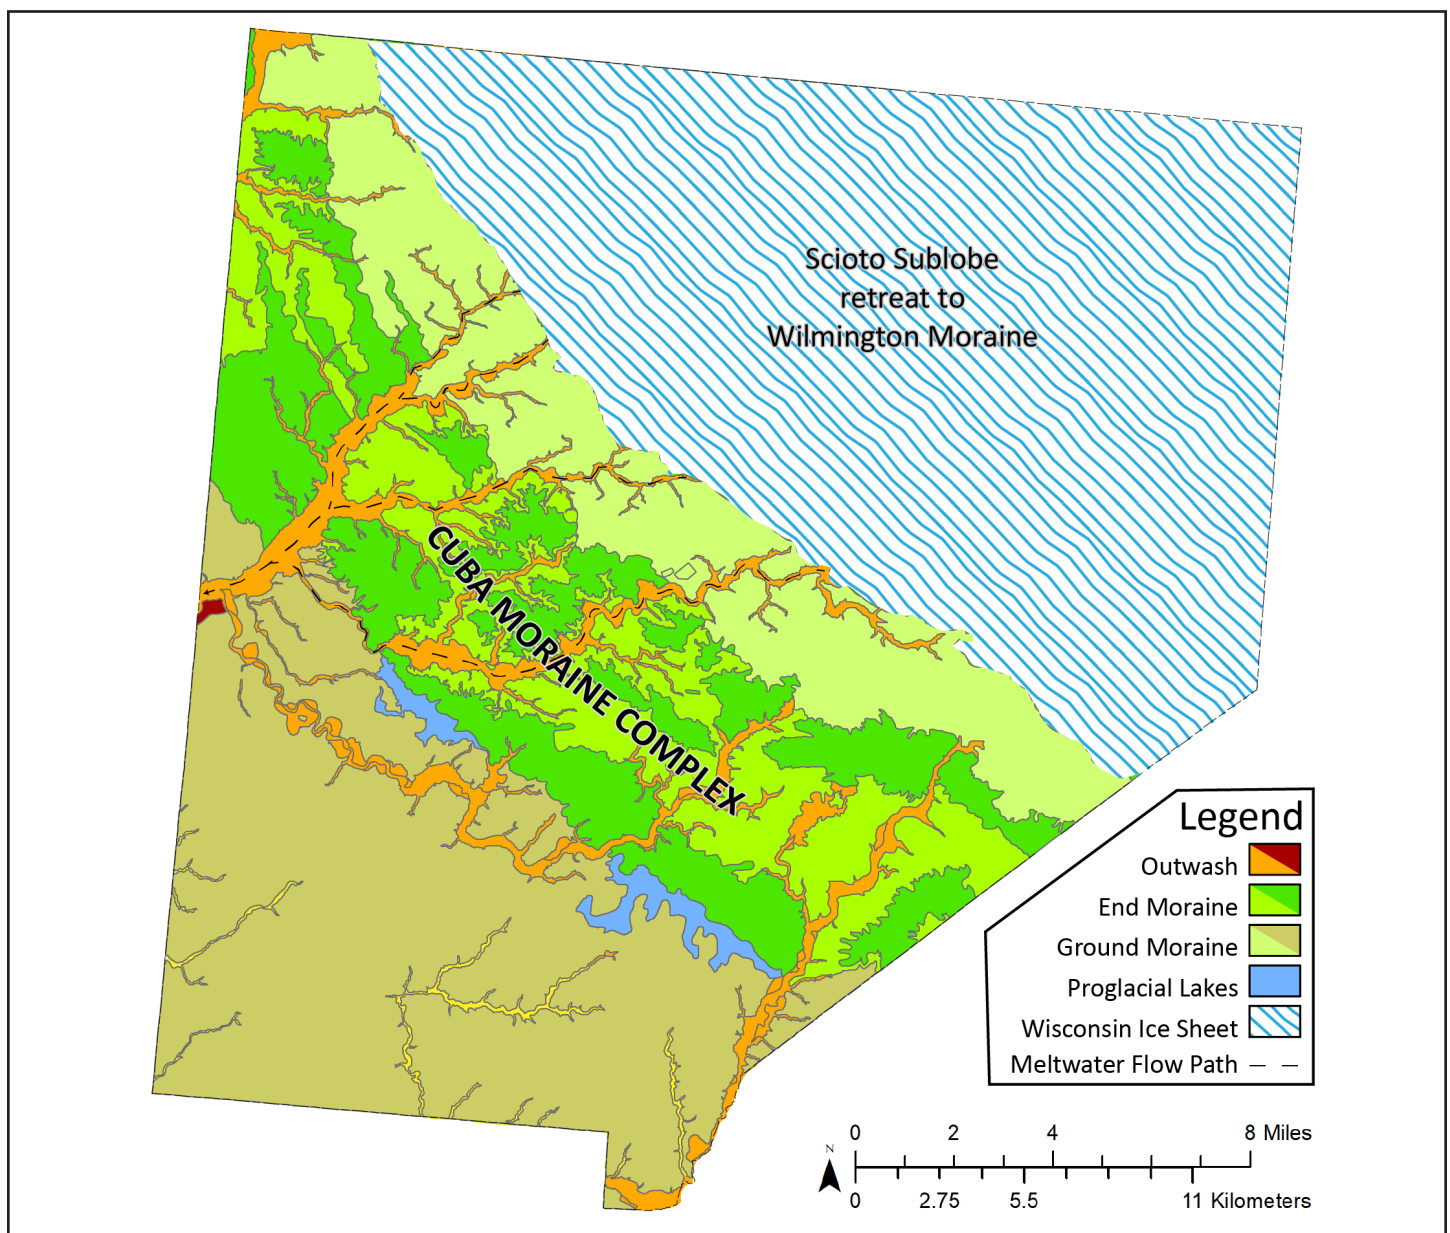 Scioto Sublobe
retreat to
Wilmington Moraine
CUBA MORAINE COMPLEX
Legend
Outwash
End Moraine
Ground Moraine
Proglacial Lakes
Wisconsin Ice Sheet
Meltwater Flow Path
N
0 2 4 8 Miles
0 2.75 5.5 11 Kilometers